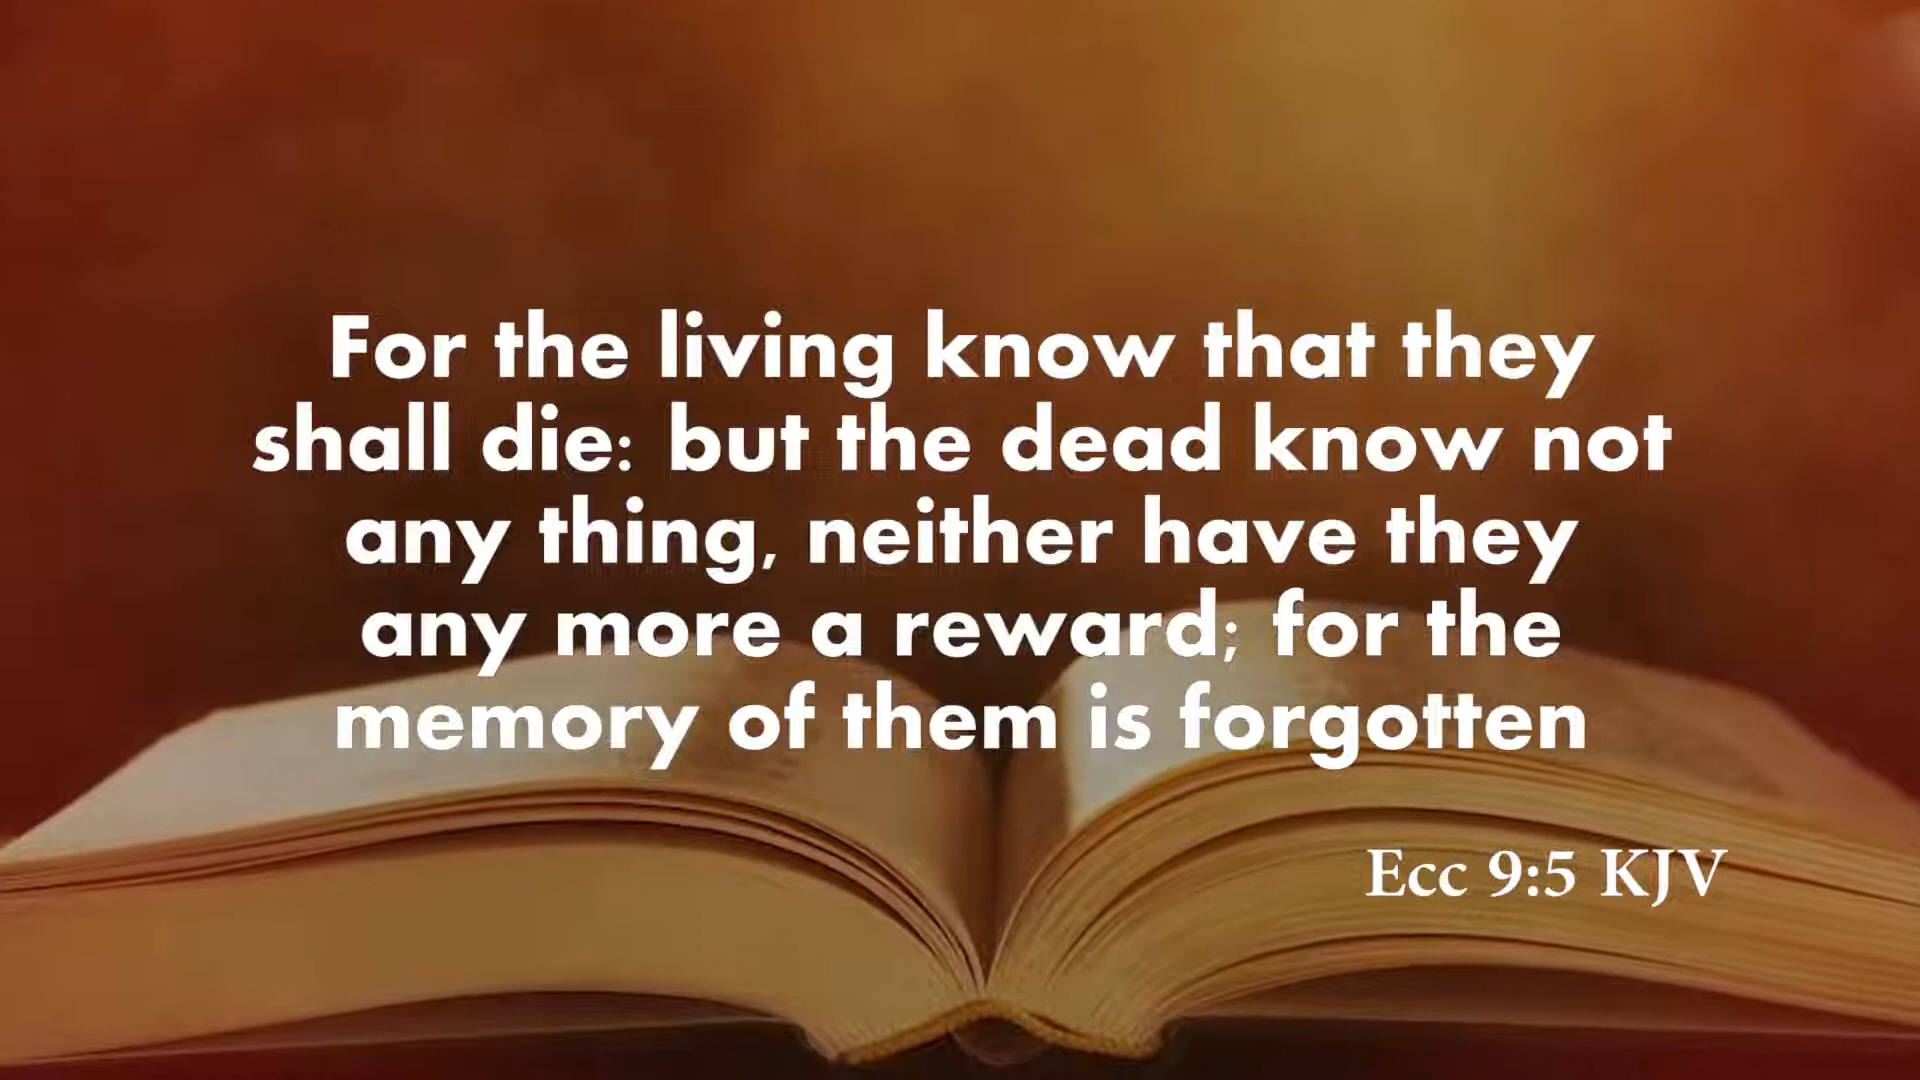 For the living know that they
shall die: but the dead know not
any thing, neither have they
any more a reward; for the
memory of them is forgotten
Ecc 9:5 KJV